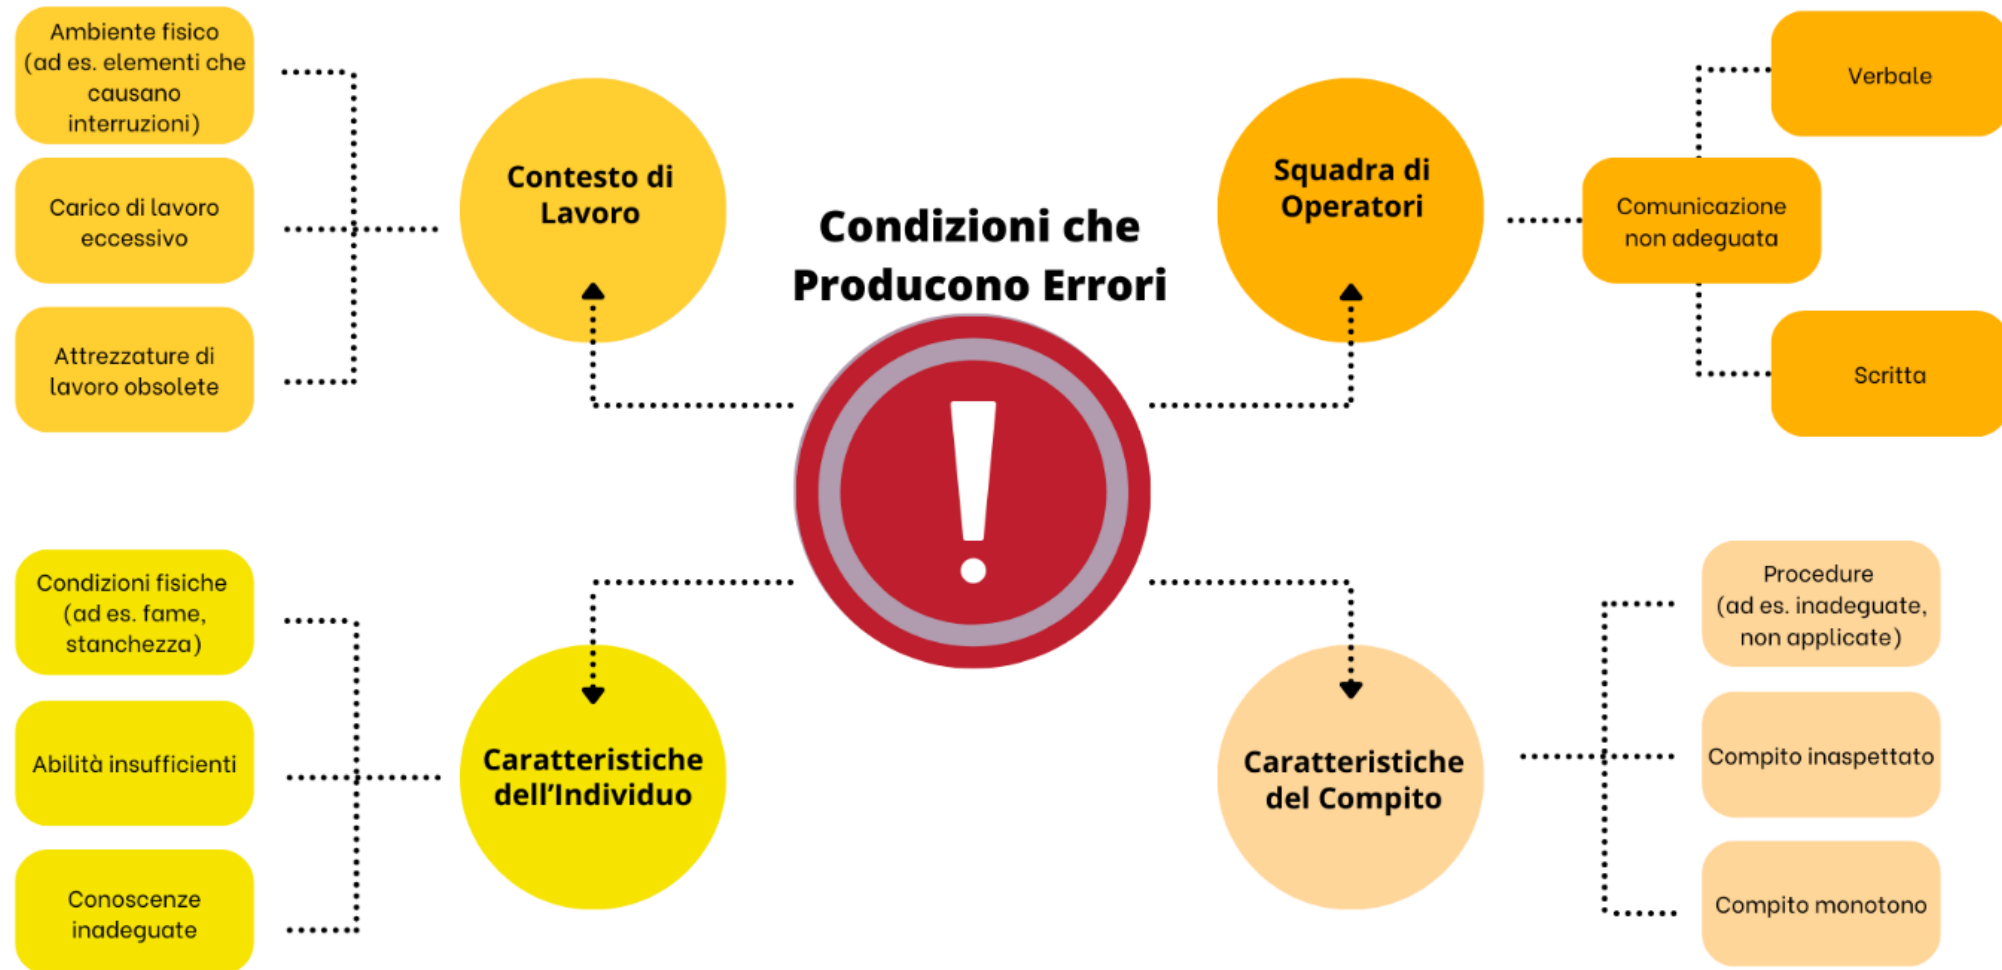 Condizioni che
Producono Errori
Contesto di
Lavoro
Ambiente fisico
(ad es. elementi che
causano
interruzioni)
Carico di lavoro
eccessivo
Attrezzature di
lavoro obsolete
Squadra di
Operatori
Comunicazione
non adeguata
Verbale
Scritta
Caratteristiche
dell’Individuo
Condizioni fisiche
(ad es. fame,
stanchezza)
Abilità insufficienti
Conoscenze
inadeguate
Caratteristiche
del Compito
Procedure
(ad es. inadeguate,
non applicate)
Compito inaspettato
Compito monotono